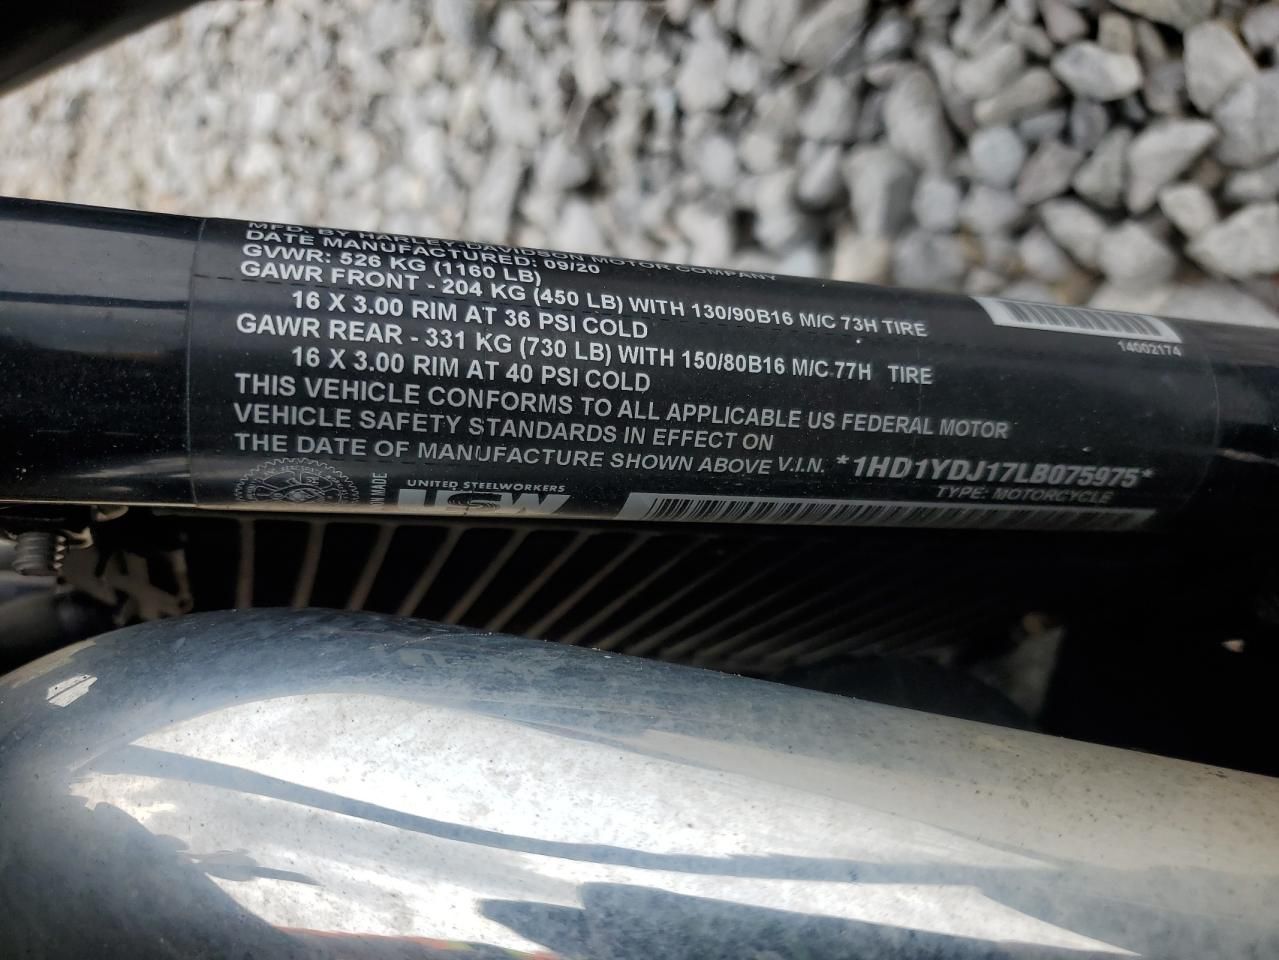 MFD. BY HARLEY-DAVIDSON MOTOR COMPANY
DATE MANUFACTURED: 09/20
GVWR: 526 KG (1160 LB)
GAWR FRONT - 204 KG (450 LB) WITH 130/90B16 M/C 73H TIRE
16 X 3.00 RIM AT 36 PSI COLD
GAWR REAR - 331 KG (730 LB) WITH 150/80B16 M/C 77H TIRE
16 X 3.00 RIM AT 40 PSI COLD
THIS VEHICLE CONFORMS TO ALL APPLICABLE US FEDERAL MOTOR
VEHICLE SAFETY STANDARDS IN EFFECT ON
THE DATE OF MANUFACTURE SHOWN ABOVE V.I.N. *1HD1YDJ17LB075975*
TYPE: MOTORCYCLE
14002174
UNITED STEELWORKERS
USW
MADE